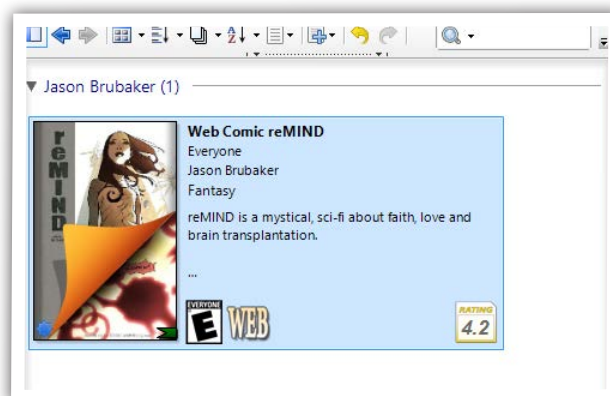 Jason Brubaker (1)
reMIND
Web Comic reMIND
Everyone
Jason Brubaker
Fantasy
reMIND is a mystical, sci-fi about faith, love and
brain transplantation.
...
EVERYONE
E
WEB
RATING
4.2